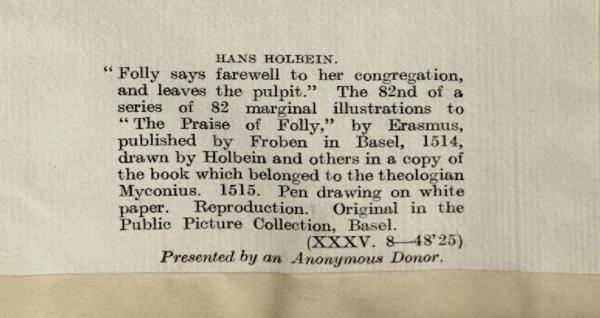 HANS HOLBEIN.
“Folly says farewell to her congregation,
and leaves the pulpit.” The 82nd of a
series of 82 marginal illustrations to
“The Praise of Folly,” by Erasmus,
published by Froben in Basel, 1514,
drawn by Holbein and others in a copy of
the book which belonged to the theologian
Myconius. 1515. Pen drawing on white
paper. Reproduction. Original in the
Public Picture Collection, Basel.
(XXXV. 8—48'25)
Presented by an Anonymous Donor.